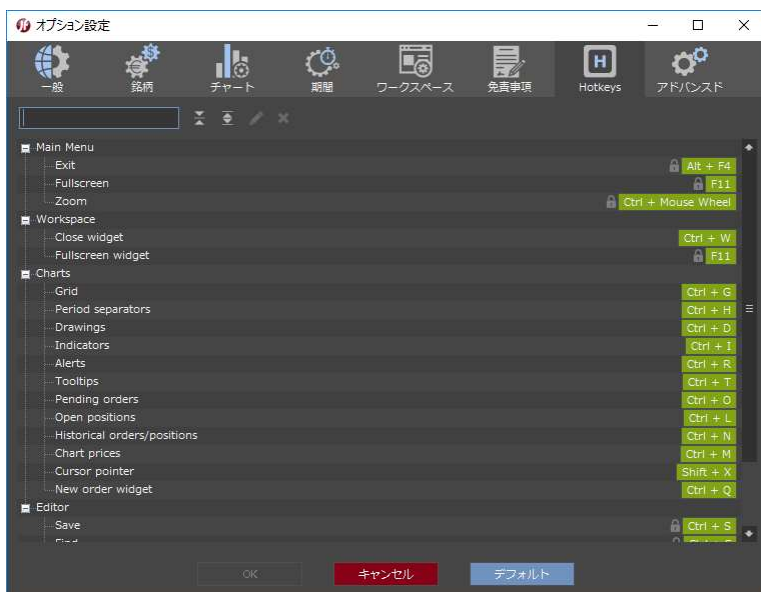 オプション設定
一般 銘柄 チャート 期間 ワークスペース 免責事項 Hotkeys アドバンスド
Main Menu
Exit Alt + F4
Fullscreen F11
Zoom Ctrl + Mouse Wheel
Workspace
Close widget Ctrl + W
Fullscreen widget F11
Charts
Grid Ctrl + G
Period separators Ctrl + H
Drawings Ctrl + D
Indicators Ctrl + I
Alerts Ctrl + R
Tooltips Ctrl + T
Pending orders Ctrl + O
Open positions Ctrl + L
Historical orders/positions Ctrl + N
Chart prices Ctrl + M
Cursor pointer Shift + X
New order widget Ctrl + Q
Editor
Save Ctrl + S
OK キャンセル デフォルト